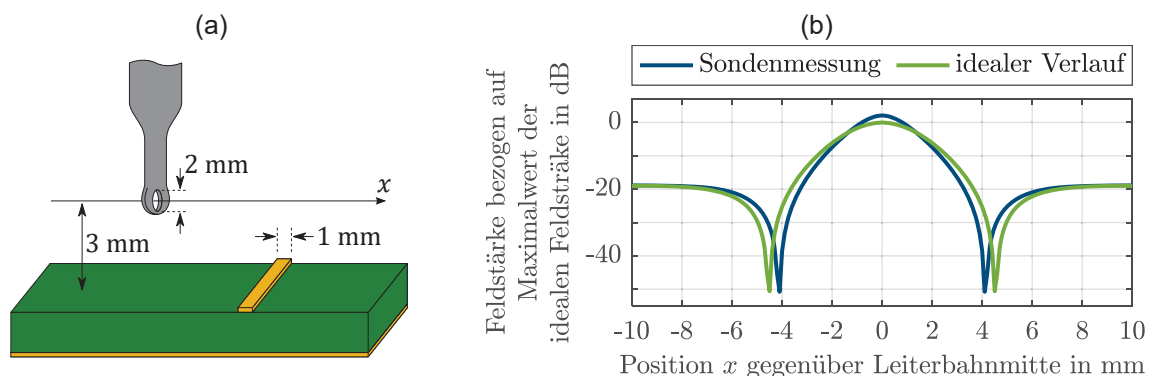 (a)
2 mm
x
3 mm
1 mm
(b)
Sondenmessung
idealer Verlauf
Feldstärke bezogen auf
Maximalwert der
idealen Feldsträke in dB
0
-20
-40
-10 -8 -6 -4 -2 0 2 4 6 8 10
Position x gegenüber Leiterbahnmitte in mm